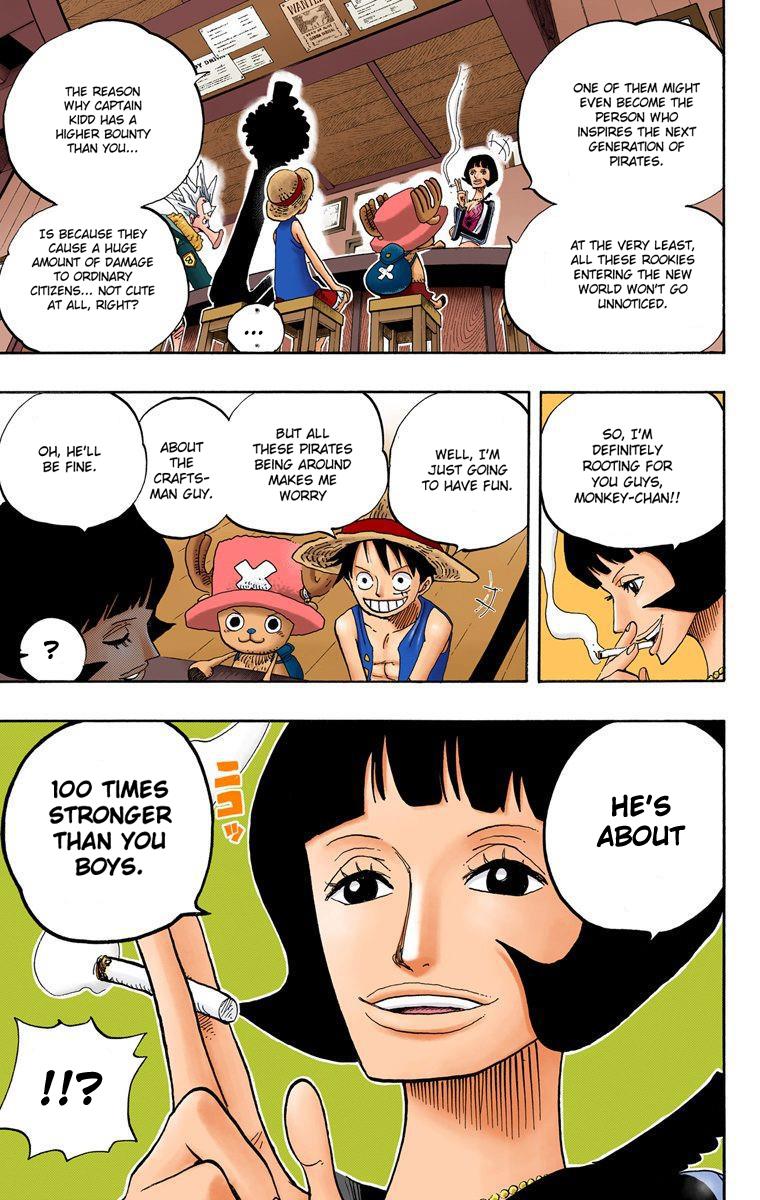 ONE OF THEM MIGHT
EVEN BECOME THE
PERSON WHO
INSPIRES THE NEXT
GENERATION OF
PIRATES.
AT THE VERY LEAST,
ALL THESE ROOKIES
ENTERING THE NEW
WORLD WON'T GO
UNNOTICED.
THE REASON
WHY CAPTAIN
KIDD HAS A
HIGHER BOUNTY
THAN YOU...
IS BECAUSE THEY
CAUSE A HUGE
AMOUNT OF DAMAGE
TO ORDINARY
CITIZENS... NOT CUTE
AT ALL, RIGHT?
...
WANTED
SO, I'M
DEFINITELY
ROOTING FOR
YOU GUYS,
MONKEY-CHAN!!
WELL, I'M
JUST GOING
TO HAVE FUN.
BUT ALL
THESE PIRATES
BEING AROUND
MAKES ME
WORRY
ABOUT
THE
CRAFTS-
MAN GUY.
OH, HE'LL
BE FINE.
?
HE'S
ABOUT
ニコッ
100 TIMES
STRONGER
THAN YOU
BOYS.
!!?